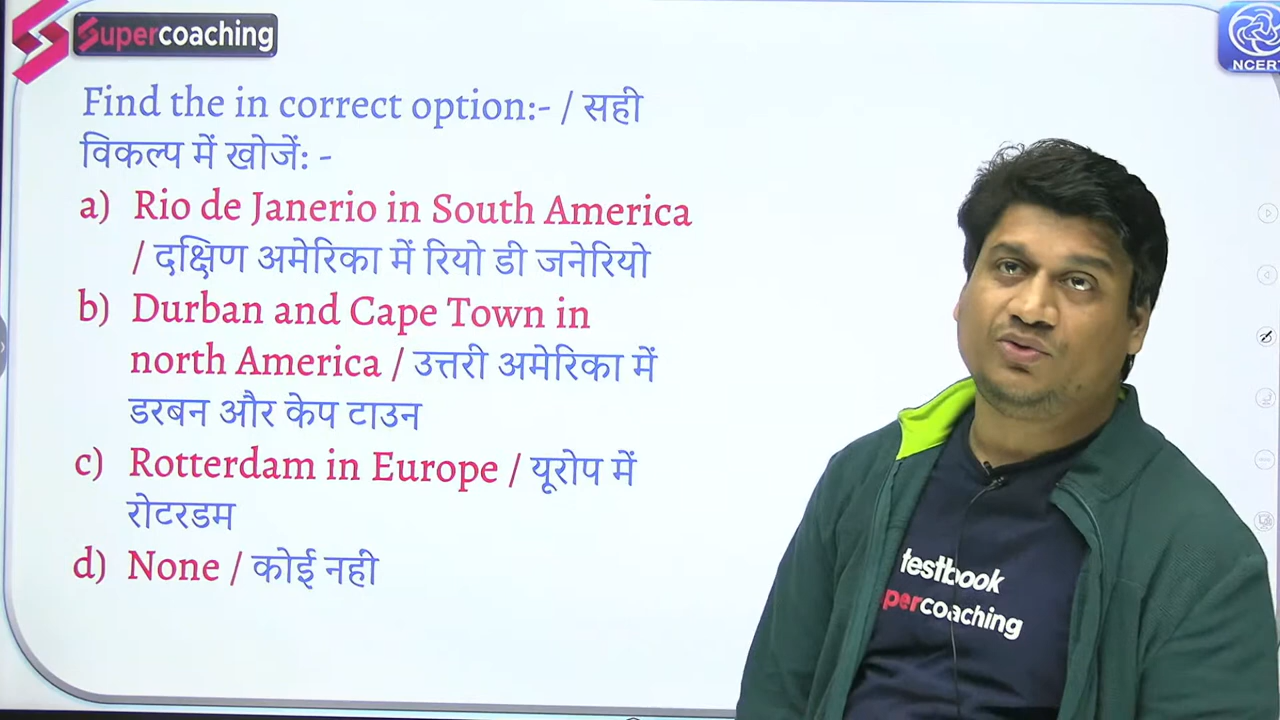 Supercoaching
NCERT
Find the in correct option:- / सही
विकल्प में खोजें: -
a) Rio de Janerio in South America
/ दक्षिण अमेरिका में रियो डी जनेरियो
b) Durban and Cape Town in
north America / उत्तरी अमेरिका में
डरबन और केप टाउन
c) Rotterdam in Europe / यूरोप में
रोटरडम
d) None / कोई नही
testbook
percoaching